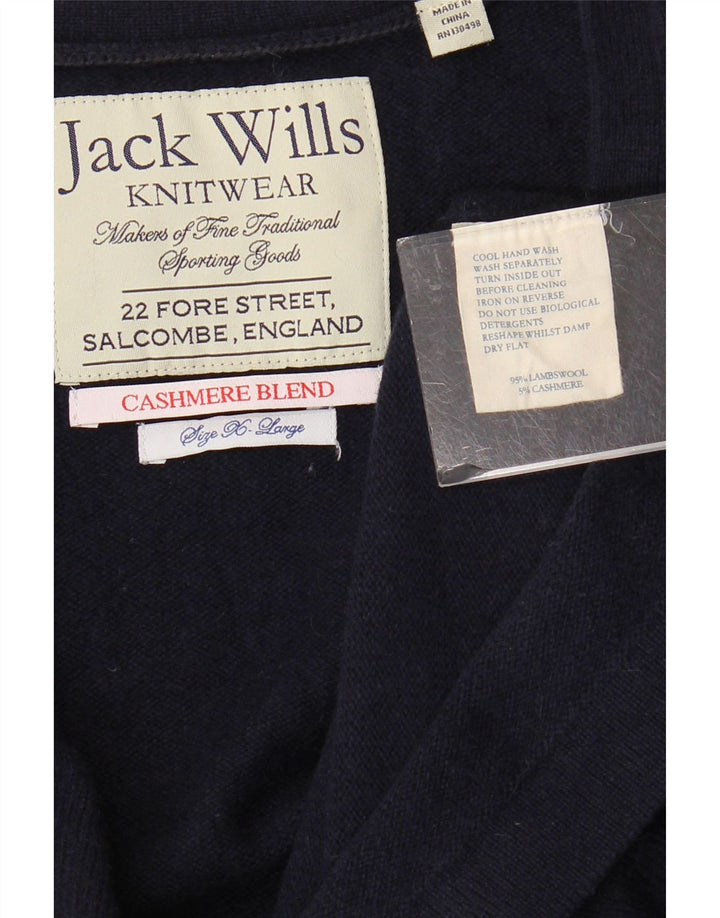 MADE IN
CHINA
RN130498
Jack Wills
KNITWEAR
Makers of Fine Traditional
Sporting Goods
22 FORE STREET,
SALCOMBE, ENGLAND
CASHMERE BLEND
Size X-Large
COOL HAND WASH
WASH SEPARATELY
TURN INSIDE OUT
BEFORE CLEANING
IRON ON REVERSE
DO NOT USE BIOLOGICAL
DETERGENTS
RESHAPE WHILST DAMP
DRY FLAT
95% LAMBSWOOL
5% CASHMERE